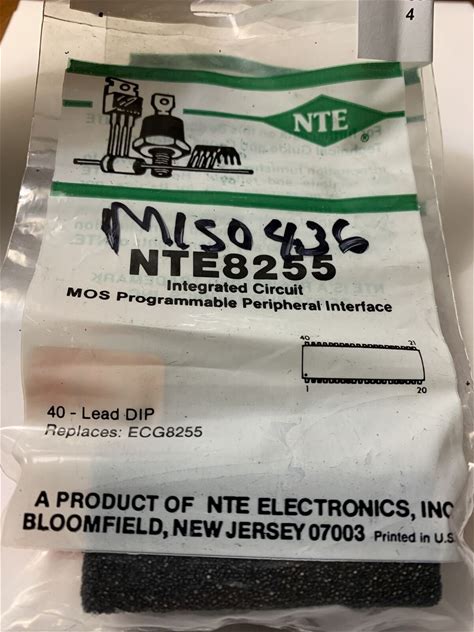 4
NTE®
MISO436
NTE8255
Integrated Circuit
MOS Programmable Peripheral Interface
40 21
1 20
40 - Lead DIP
Replaces: ECG8255
A PRODUCT OF NTE ELECTRONICS, INC
BLOOMFIELD, NEW JERSEY 07003 Printed in U.S